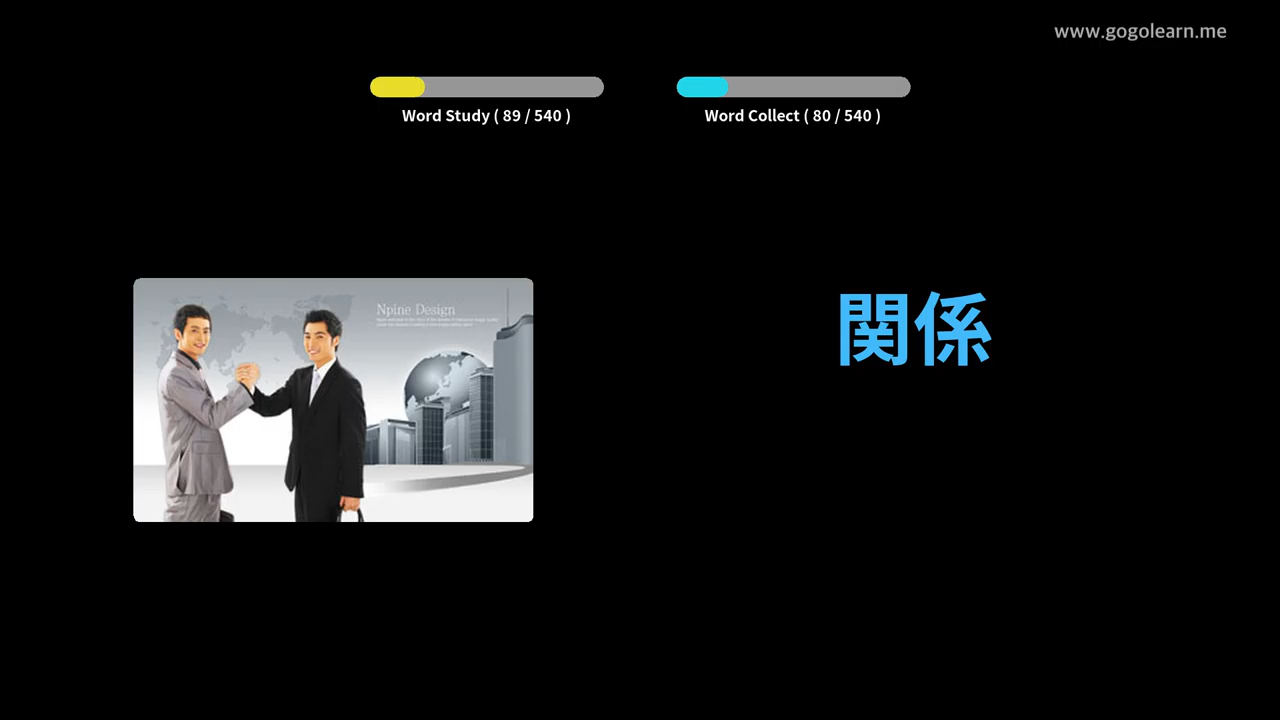 www.gogolearn.me
Word Study ( 89 / 540 )
Word Collect ( 80 / 540 )
Npine Design
関係